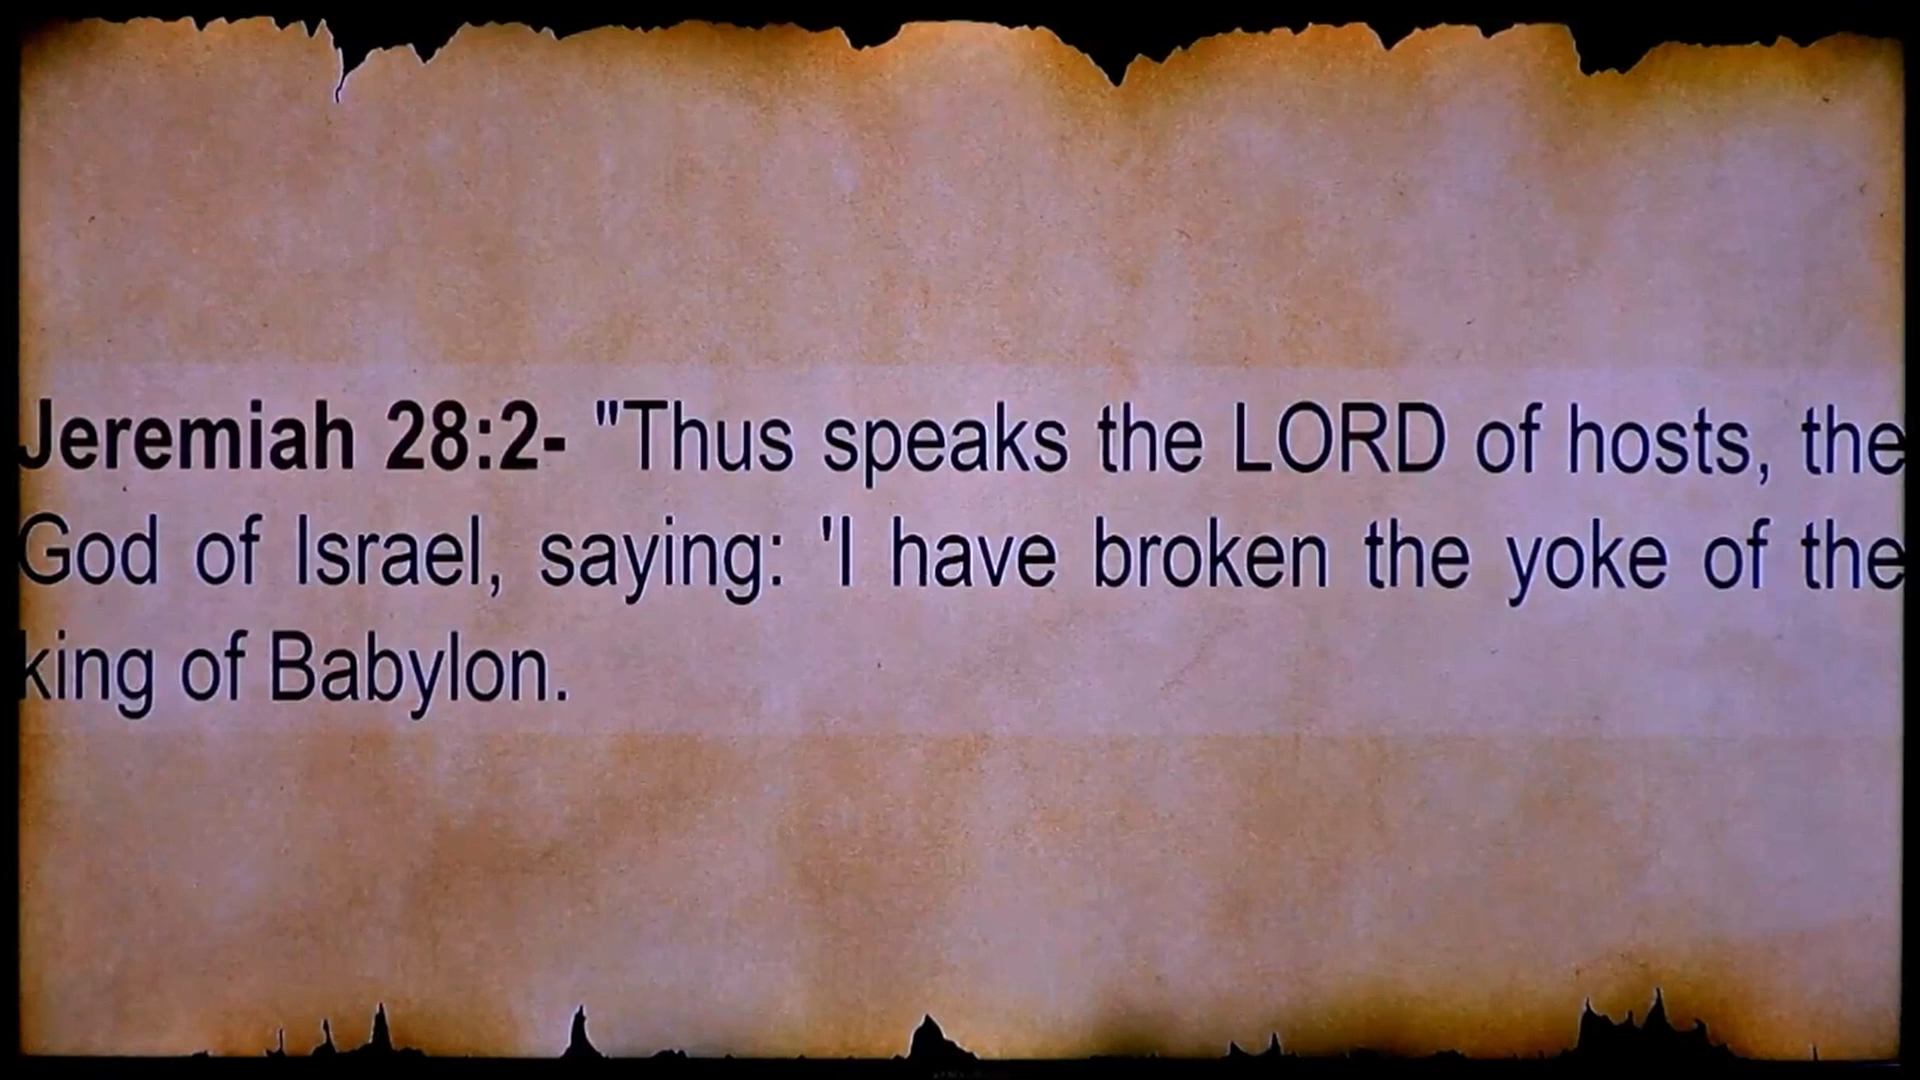 Jeremiah 28:2- "Thus speaks the LORD of hosts, the
God of Israel, saying: 'I have broken the yoke of the
king of Babylon.